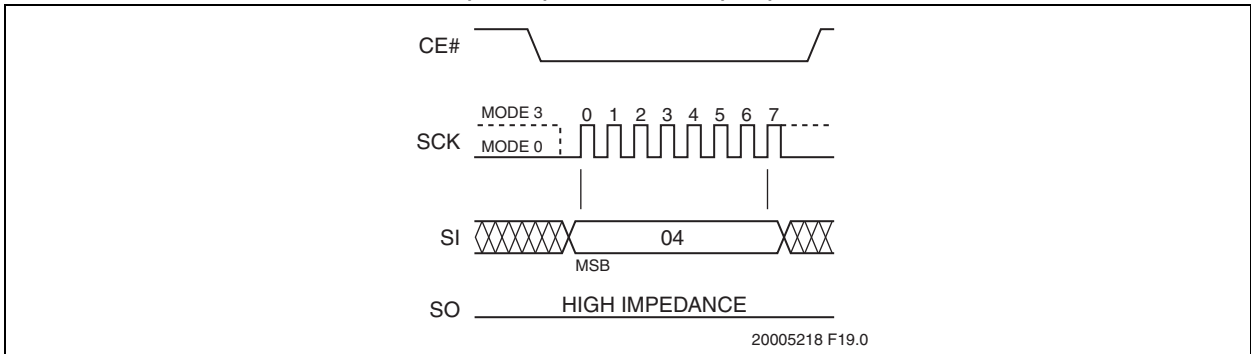 CE#
MODE 3
0 1 2 3 4 5 6 7
SCK
MODE 0
SI
04
MSB
SO
HIGH IMPEDANCE
20005218 F19.0